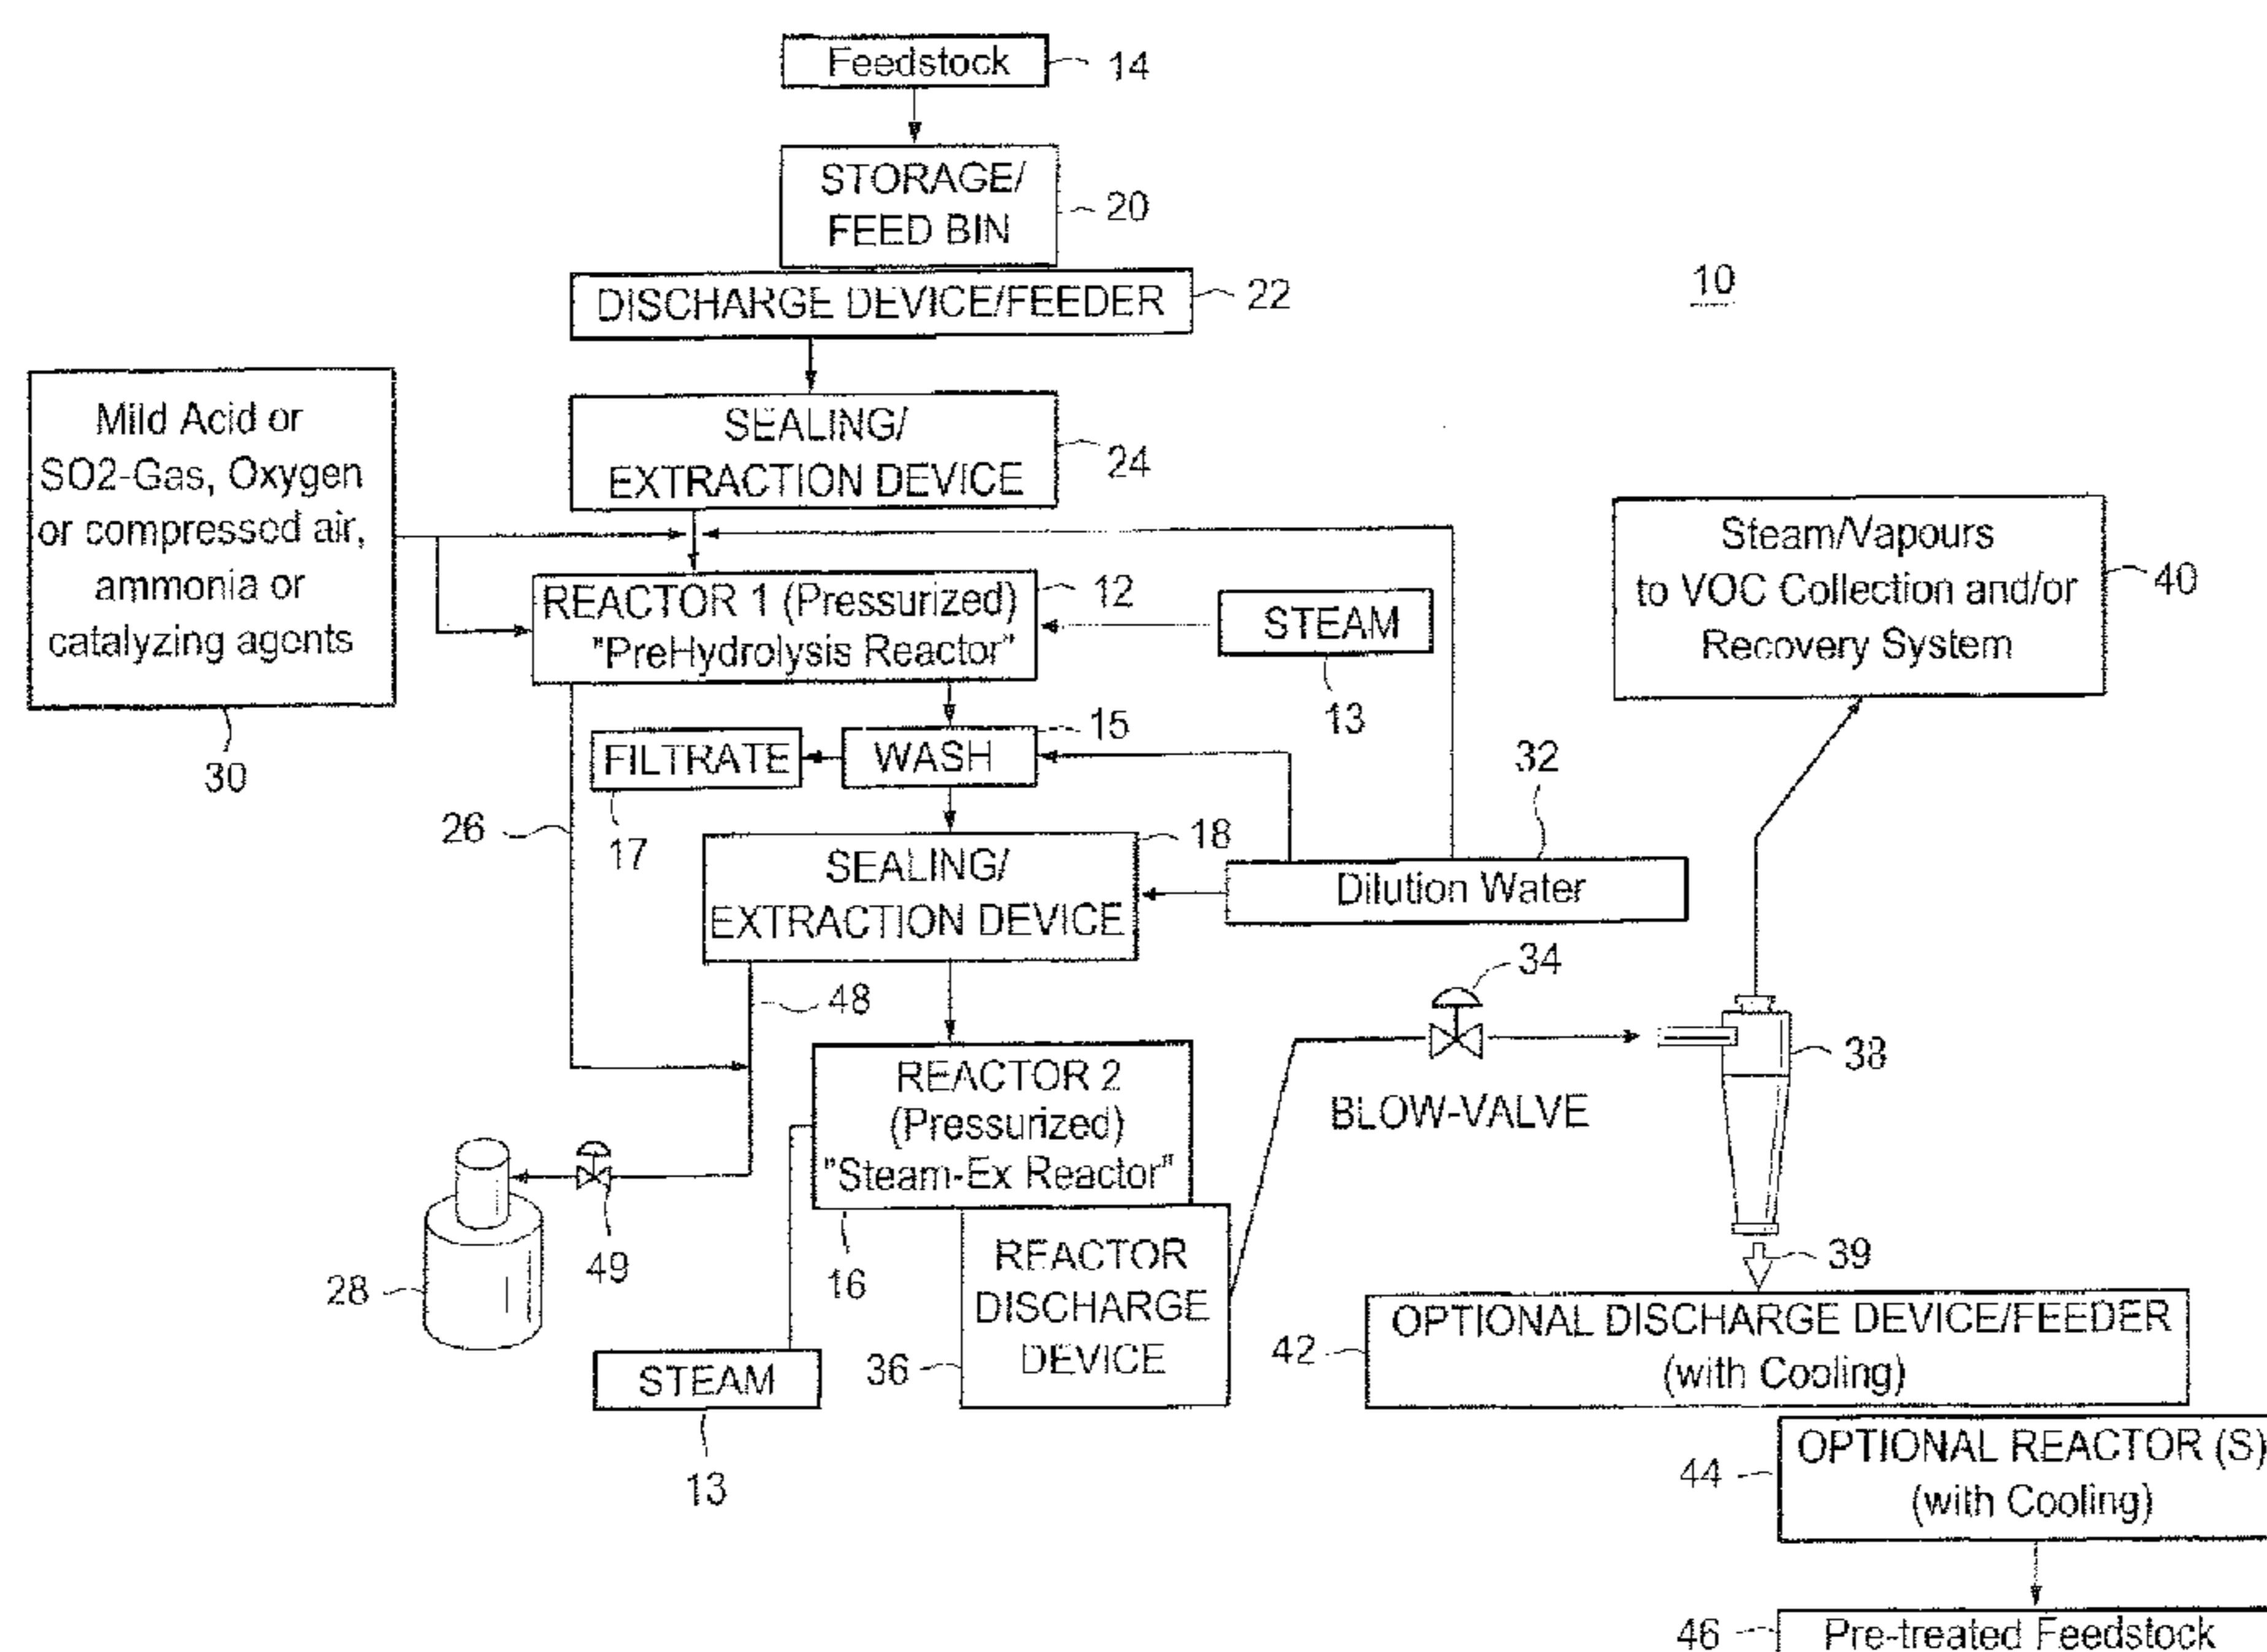 Feedstock
14
STORAGE/
FEED BIN
20
DISCHARGE DEVICE/FEEDER
22
10
SEALING/
EXTRACTION DEVICE
24
Mild Acid or
SO2-Gas, Oxygen
or compressed air,
ammonia or
catalyzing agents
30
REACTOR 1 (Pressurized)
"PreHydrolysis Reactor"
12
STEAM
13
Steam/Vapours
to VOC Collection and/or
Recovery System
40
FILTRATE
17
WASH
15
26
SEALING/
EXTRACTION DEVICE
18
32
Dilution Water
48
34
BLOW-VALVE
38
REACTOR 2
(Pressurized)
"Steam-Ex Reactor"
16
49
28
STEAM
13
REACTOR
DISCHARGE
DEVICE
36
39
OPTIONAL DISCHARGE DEVICE/FEEDER
(with Cooling)
42
OPTIONAL REACTOR (S)
(with Cooling)
44
46
Pre-treated Feedstock